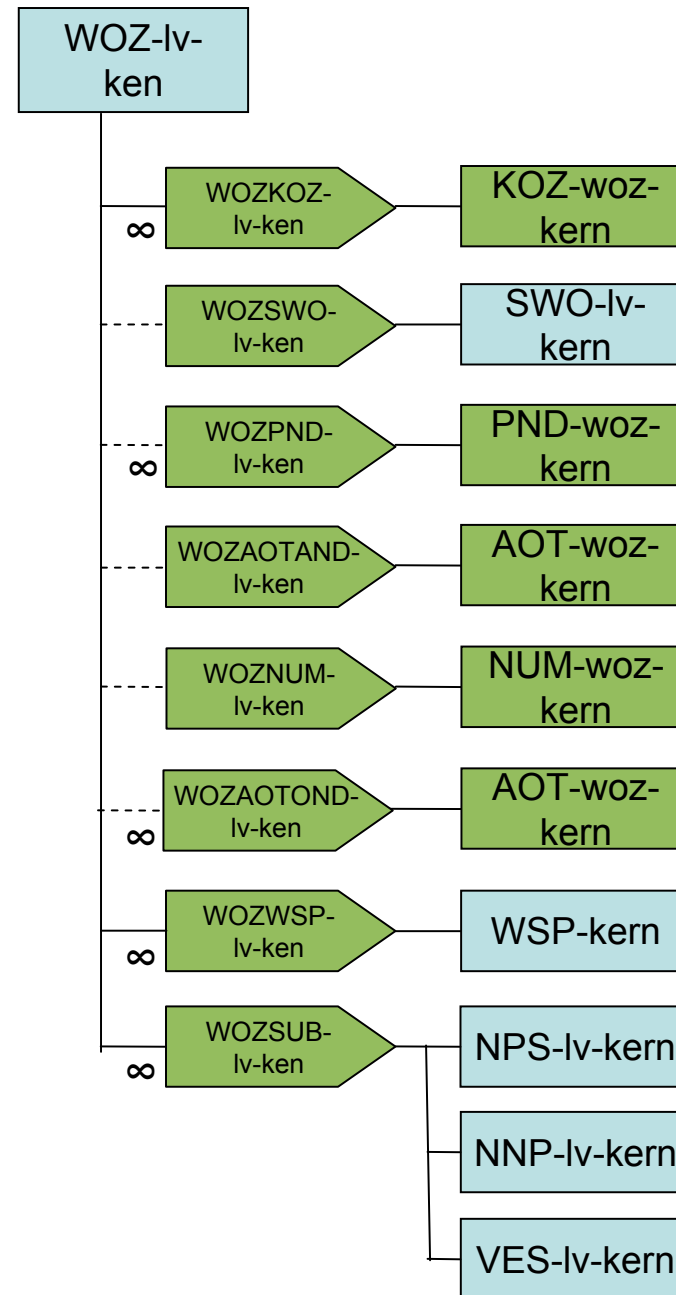 WOZ-lv-
ken
WOZKOZ-
lv-ken
KOZ-woz-
kern
∞
WOZSWO-
lv-ken
SWO-lv-
kern
WOZPND-
lv-ken
PND-woz-
kern
∞
WOZAOTAND-
lv-ken
AOT-woz-
kern
WOZNUM-
lv-ken
NUM-woz-
kern
WOZAOTOND-
lv-ken
AOT-woz-
kern
∞
WOZWSP-
lv-ken
WSP-kern
∞
WOZSUB-
lv-ken
NPS-lv-kern
∞
NNP-lv-kern
VES-lv-kern